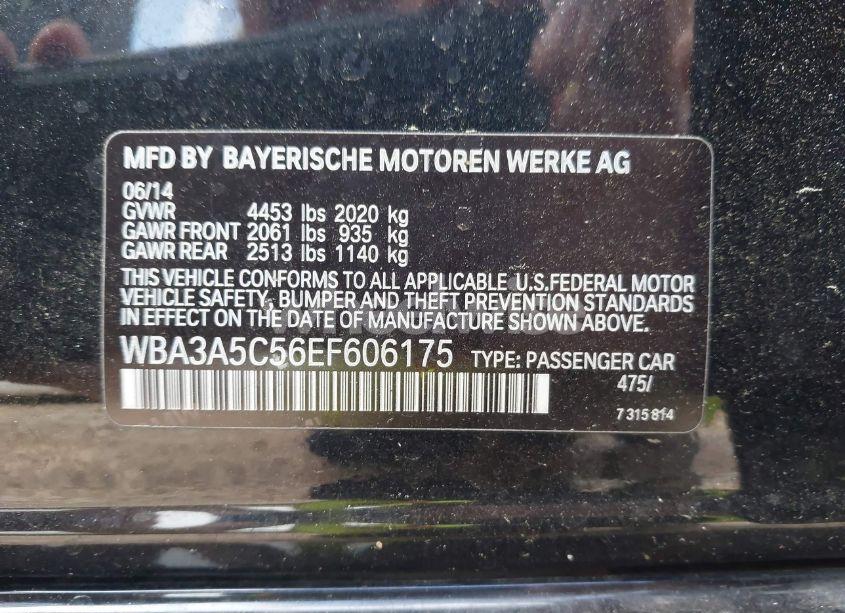 MFD BY BAYERISCHE MOTOREN WERKE AG
06/14
GVWR 4453 lbs 2020 kg
GAWR FRONT 2061 lbs 935 kg
GAWR REAR 2513 lbs 1140 kg
THIS VEHICLE CONFORMS TO ALL APPLICABLE U.S.FEDERAL MOTOR
VEHICLE SAFETY, BUMPER AND THEFT PREVENTION STANDARDS
IN EFFECT ON THE DATE OF MANUFACTURE SHOWN ABOVE.
WBA3A5C56EF606175 TYPE: PASSENGER CAR
475/
7 315 814